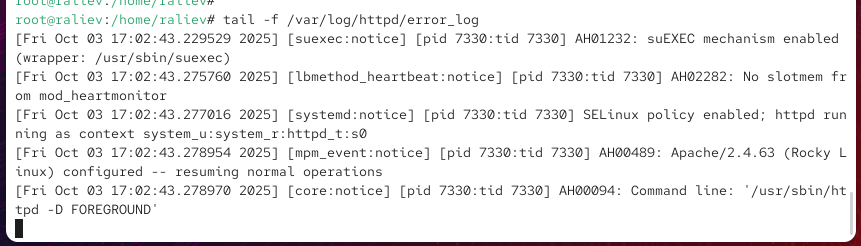 root@raliev:/home/raliev#
root@raliev:/home/raliev# tail -f /var/log/httpd/error_log
[Fri Oct 03 17:02:43.229529 2025] [suexec:notice] [pid 7330:tid 7330] AH01232: suEXEC mechanism enabled
(wrapper: /usr/sbin/suexec)
[Fri Oct 03 17:02:43.275760 2025] [lbmethod_heartbeat:notice] [pid 7330:tid 7330] AH02282: No slotmem fr
om mod_heartmonitor
[Fri Oct 03 17:02:43.277016 2025] [systemd:notice] [pid 7330:tid 7330] SELinux policy enabled; httpd run
ning as context system_u:system_r:httpd_t:s0
[Fri Oct 03 17:02:43.278954 2025] [mpm_event:notice] [pid 7330:tid 7330] AH00489: Apache/2.4.63 (Rocky L
inux) configured -- resuming normal operations
[Fri Oct 03 17:02:43.278970 2025] [core:notice] [pid 7330:tid 7330] AH00094: Command line: '/usr/sbin/ht
tpd -D FOREGROUND'